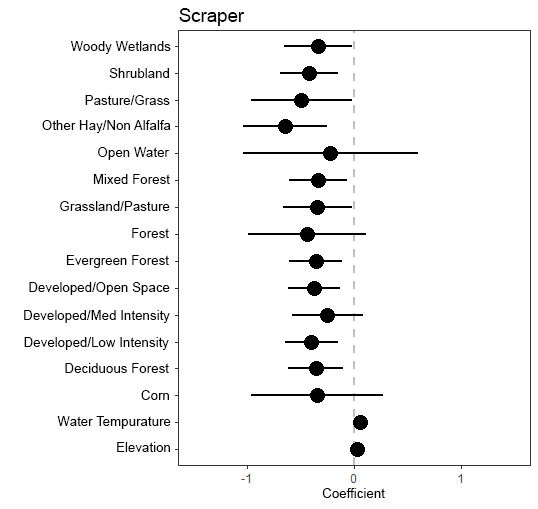 Scraper
Woody Wetlands
Shrubland
Pasture/Grass
Other Hay/Non Alfalfa
Open Water
Mixed Forest
Grassland/Pasture
Forest
Evergreen Forest
Developed/Open Space
Developed/Med Intensity
Developed/Low Intensity
Deciduous Forest
Corn
Water Tempurature
Elevation
-1 0 1
Coefficient